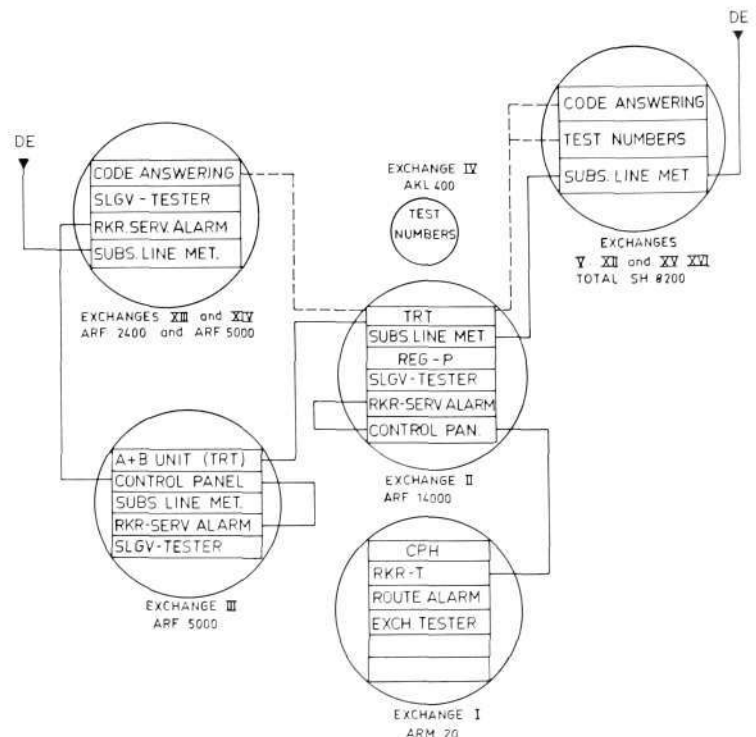 DE
CODE ANSWERING
SLGV - TESTER
RKR. SERV. ALARM
SUBS. LINE MET.
EXCHANGES XIII and XIV
ARF 2400 and ARF 5000
EXCHANGE IV
AKL 400
TEST
NUMBERS
DE
CODE ANSWERING
TEST NUMBERS
SUBS. LINE MET
EXCHANGES
V - XII and XV XVI
TOTAL SH 8200
TRT
SUBS. LINE MET.
REG - P
SLGV - TESTER
RKR-SERV ALARM
CONTROL PAN.
EXCHANGE II
ARF 14000
A+B UNIT (TRT)
CONTROL PANEL
SUBS. LINE MET.
RKR-SERV ALARM
SLGV-TESTER
EXCHANGE III
ARF 5000
CPH
RKR-T
ROUTE ALARM
EXCH. TESTER
EXCHANGE I
ARM 20